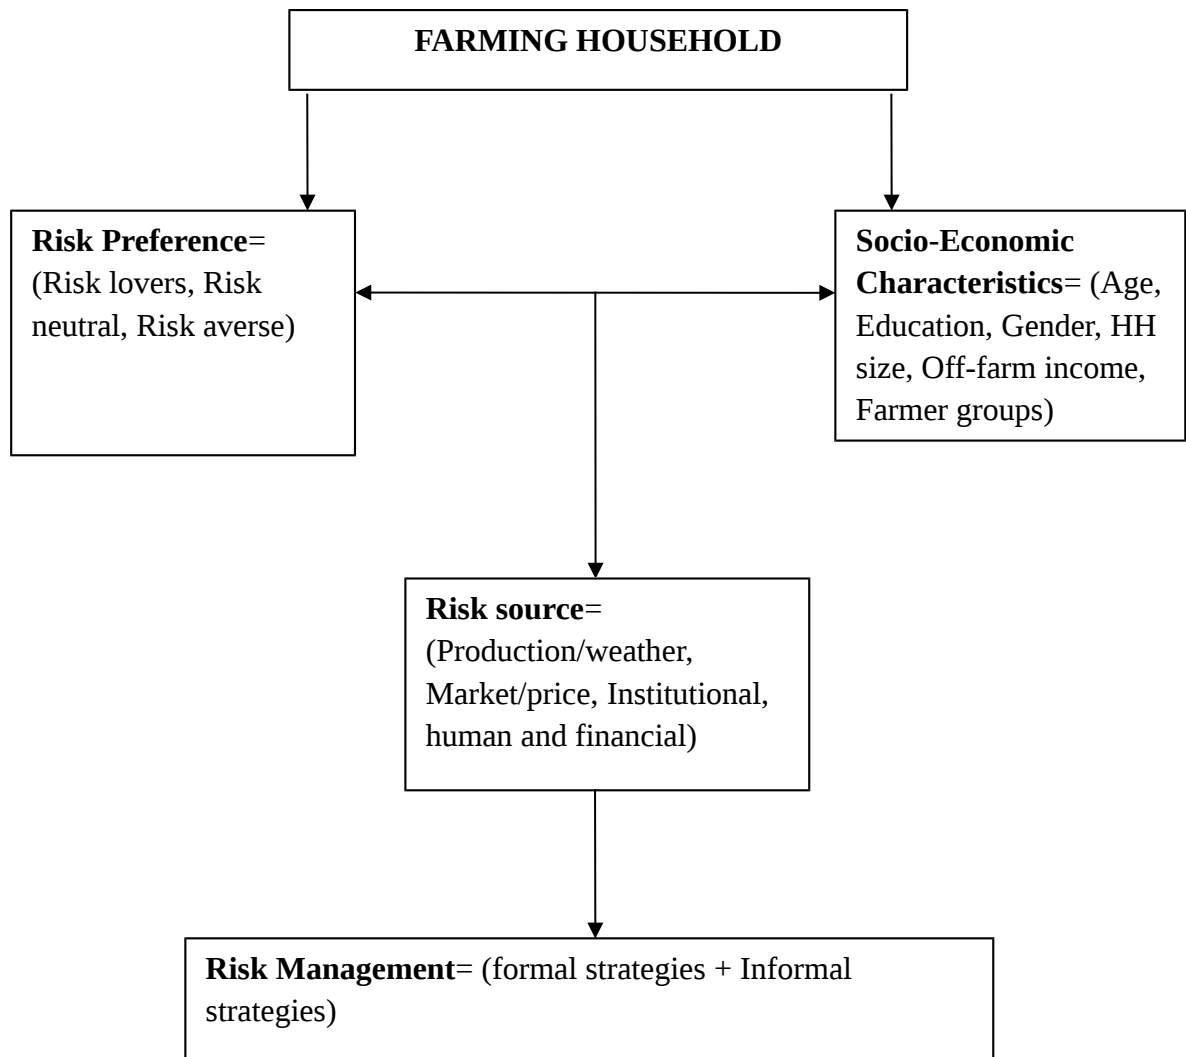 FARMING HOUSEHOLD
Risk Preference=
(Risk lovers, Risk
neutral, Risk averse)
Socio-Economic
Characteristics= (Age,
Education, Gender, HH
size, Off-farm income,
Farmer groups)
Risk source=
(Production/weather,
Market/price, Institutional,
human and financial)
Risk Management= (formal strategies + Informal
strategies)